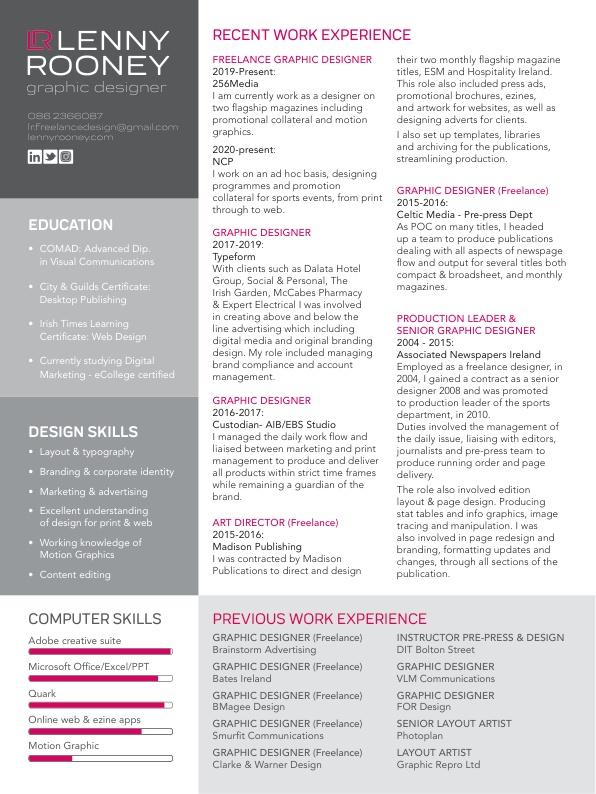 LR LENNY
ROONEY
graphic designer
086 2366087
lrfreelancedesign@gmail.com
lennyrooney.com
in
EDUCATION
• COMAD: Advanced Dip.
in Visual Communications
• City & Guilds Certificate:
Desktop Publishing
• Irish Times Learning
Certificate: Web Design
• Currently studying Digital
Marketing - eCollege certified
DESIGN SKILLS
• Layout & typography
• Branding & corporate identity
• Marketing & advertising
• Excellent understanding
of design for print & web
• Working knowledge of
Motion Graphics
• Content editing
COMPUTER SKILLS
Adobe creative suite
Microsoft Office/Excel/PPT
Quark
Online web & ezine apps
Motion Graphic
RECENT WORK EXPERIENCE
FREELANCE GRAPHIC DESIGNER
2019-Present:
256Media
I am currently work as a designer on
two flagship magazines including
promotional collateral and motion
graphics.
2020-present:
NCP
I work on an ad hoc basis, designing
programmes and promotion
collateral for sports events, from print
through to web.
GRAPHIC DESIGNER
2017-2019:
Typeform
With clients such as Dalata Hotel
Group, Social & Personal, The
Irish Garden, McCabes Pharmacy
& Expert Electrical I was involved
in creating above and below the
line advertising which including
digital media and original branding
design. My role included managing
brand compliance and account
management.
GRAPHIC DESIGNER
2016-2017:
Custodian- AIB/EBS Studio
I managed the daily work flow and
liaised between marketing and print
management to produce and deliver
all products within strict time frames
while remaining a guardian of the
brand.
ART DIRECTOR (Freelance)
2015-2016:
Madison Publishing
I was contracted by Madison
Publications to direct and design
their two monthly flagship magazine
titles, ESM and Hospitality Ireland.
This role also included press ads,
promotional brochures, ezines,
and artwork for websites, as well as
designing adverts for clients.
I also set up templates, libraries
and archiving for the publications,
streamlining production.
GRAPHIC DESIGNER (Freelance)
2015-2016:
Celtic Media - Pre-press Dept
As POC on many titles, I headed
up a team to produce publications
dealing with all aspects of newspage
flow and output for several titles both
compact & broadsheet, and monthly
magazines.
PRODUCTION LEADER &
SENIOR GRAPHIC DESIGNER
2004 - 2015:
Associated Newspapers Ireland
Employed as a freelance designer, in
2004, I gained a contract as a senior
designer 2008 and was promoted
to production leader of the sports
department, in 2010.
Duties involved the management of
the daily issue, liaising with editors,
journalists and pre-press team to
produce running order and page
delivery.
The role also involved edition
layout & page design. Producing
stat tables and info graphics, image
tracing and manipulation. I was
also involved in page redesign and
branding, formatting updates and
changes, through all sections of the
publication.
PREVIOUS WORK EXPERIENCE
GRAPHIC DESIGNER (Freelance)
Brainstorm Advertising
GRAPHIC DESIGNER (Freelance)
Bates Ireland
GRAPHIC DESIGNER (Freelance)
BMagee Design
GRAPHIC DESIGNER (Freelance)
Smurfit Communications
GRAPHIC DESIGNER (Freelance)
Clarke & Warner Design
INSTRUCTOR PRE-PRESS & DESIGN
DIT Bolton Street
GRAPHIC DESIGNER
VLM Communications
GRAPHIC DESIGNER
FOR Design
SENIOR LAYOUT ARTIST
Photoplan
LAYOUT ARTIST
Graphic Repro Ltd